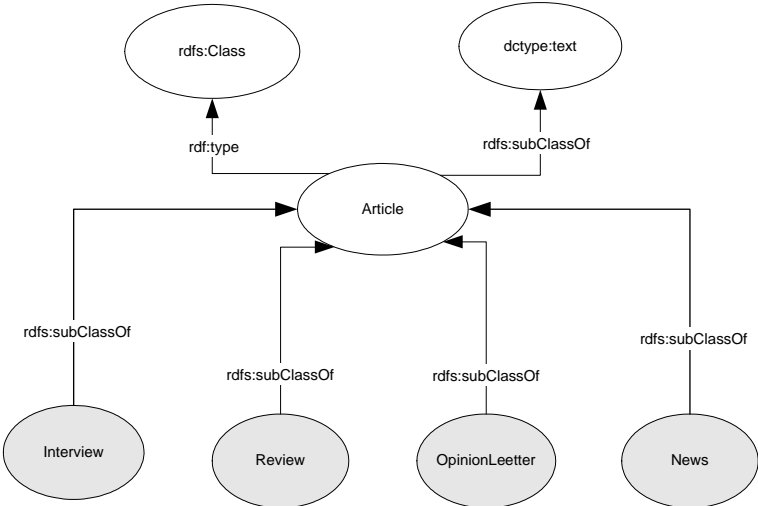 rdfs:Class
dctype:text
rdf:type
rdfs:subClassOf
Article
rdfs:subClassOf
rdfs:subClassOf
rdfs:subClassOf
rdfs:subClassOf
Interview
Review
OpinionLeetter
News